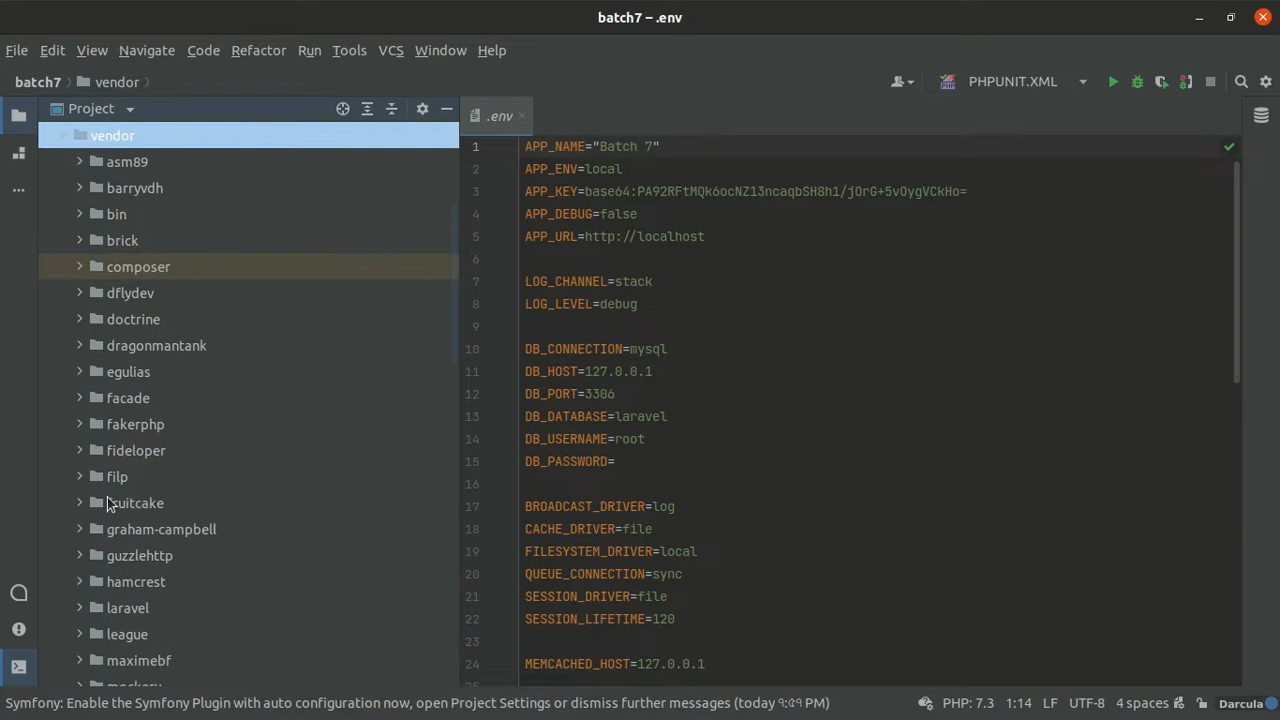 batch7 – .env
File Edit View Navigate Code Refactor Run Tools VCS Window Help
batch7 vendor PHPUNIT.XML
Project
.env
vendor
asm89
barryvdh
bin
brick
composer
dflydev
doctrine
dragonmantank
egulias
facade
fakerphp
fideloper
filp
uitcake
graham-campbell
guzzlehttp
hamcrest
laravel
league
maximebf
1 APP_NAME="Batch 7"
2 APP_ENV=local
3 APP_KEY=base64:PA92RFtMQk6ocNZ13ncaqbSH8h1/jOrG+5vOygVCkHo=
4 APP_DEBUG=false
5 APP_URL=http://localhost
6
7 LOG_CHANNEL=stack
8 LOG_LEVEL=debug
9
10 DB_CONNECTION=mysql
11 DB_HOST=127.0.0.1
12 DB_PORT=3306
13 DB_DATABASE=laravel
14 DB_USERNAME=root
15 DB_PASSWORD=
16
17 BROADCAST_DRIVER=log
18 CACHE_DRIVER=file
19 FILESYSTEM_DRIVER=local
20 QUEUE_CONNECTION=sync
21 SESSION_DRIVER=file
22 SESSION_LIFETIME=120
23
24 MEMCACHED_HOST=127.0.0.1
Symfony: Enable the Symfony Plugin with auto configuration now, open Project Settings or dismiss further messages (today ৭:৫৭ PM) PHP: 7.3 1:14 LF UTF-8 4 spaces Darcula